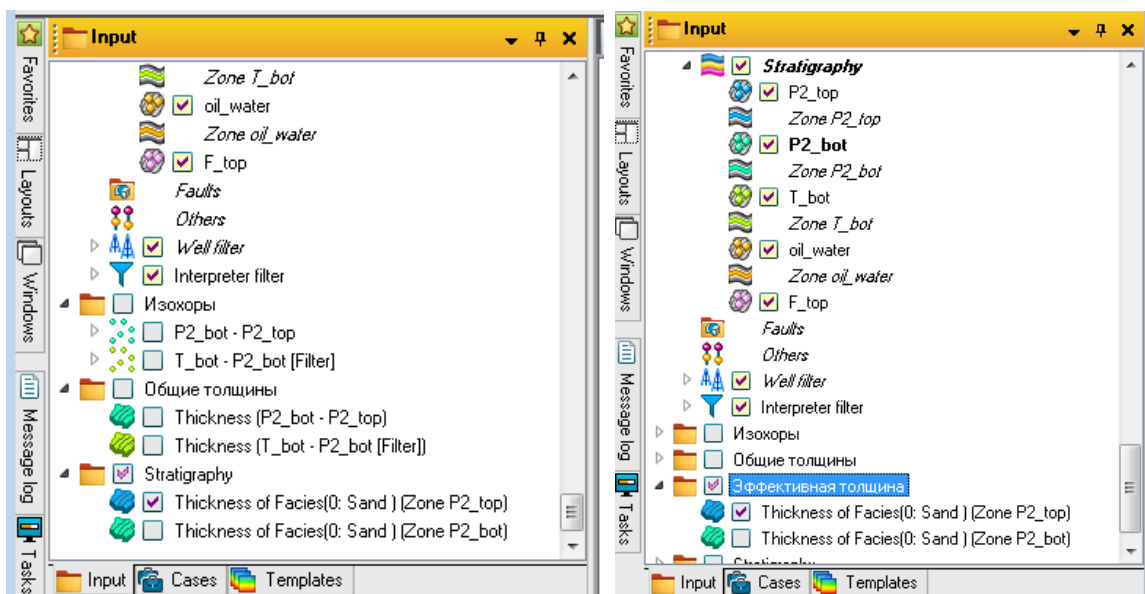 Input
Zone T_bot
oil_water
Zone oil_water
F_top
Faults
Others
Well filter
Interpreter filter
Изохоры
P2_bot - P2_top
T_bot - P2_bot [Filter]
Общие толщины
Thickness (P2_bot - P2_top)
Thickness (T_bot - P2_bot [Filter])
Stratigraphy
Thickness of Facies(0: Sand ) (Zone P2_top)
Thickness of Facies(0: Sand ) (Zone P2_bot)
Input Cases Templates
Favorites
Layouts
Windows
Message log
Tasks
Input
Stratigraphy
P2_top
Zone P2_top
P2_bot
Zone P2_bot
T_bot
Zone T_bot
oil_water
Zone oil_water
F_top
Faults
Others
Well filter
Interpreter filter
Изохоры
Общие толщины
Эффективная толщина
Thickness of Facies(0: Sand ) (Zone P2_top)
Thickness of Facies(0: Sand ) (Zone P2_bot)
Stratigraphy
Input Cases Templates
Favorites
Layouts
Windows
Message log
Tasks